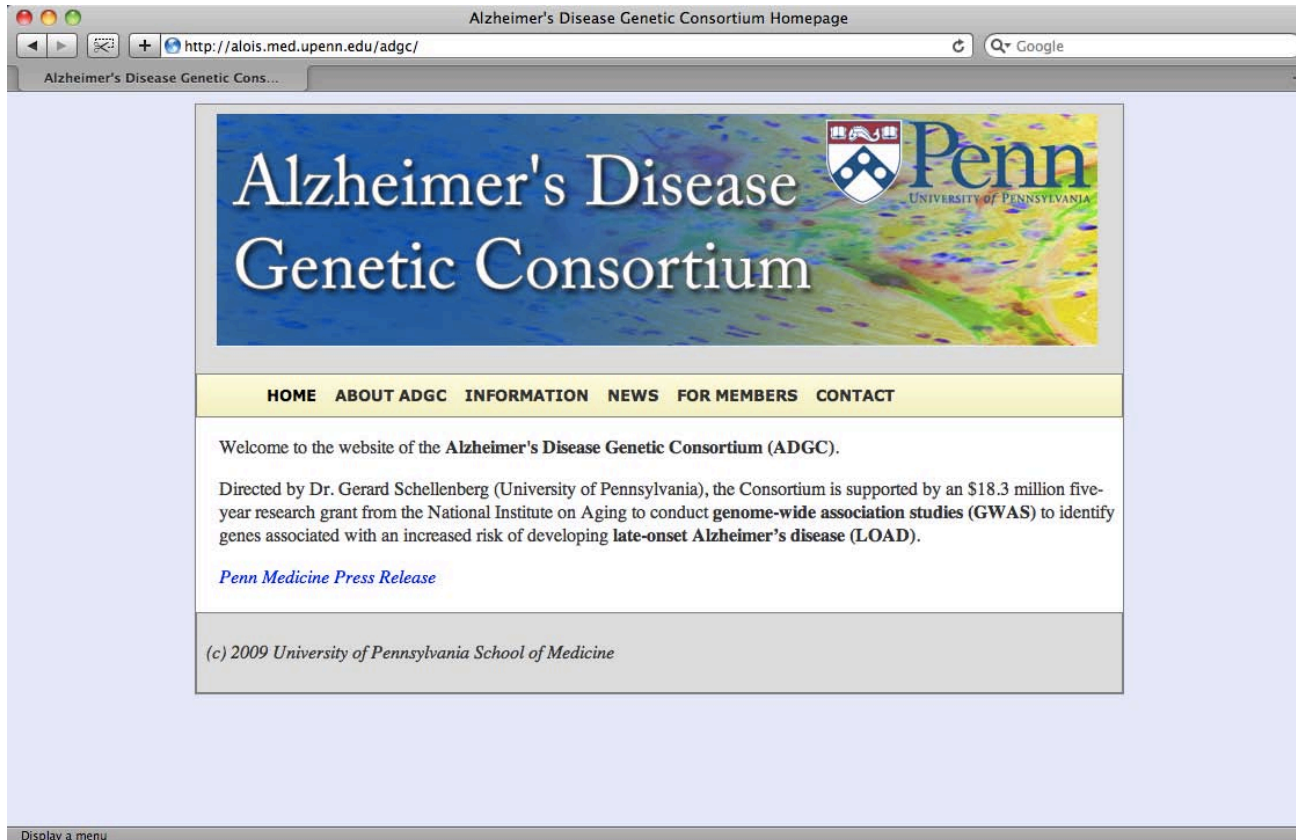 Alzheimer's Disease Genetic Consortium Homepage
http://alois.med.upenn.edu/adgc/
Google
Alzheimer's Disease Genetic Cons...
Alzheimer's Disease
Genetic Consortium
Penn
UNIVERSITY of PENNSYLVANIA
HOME ABOUT ADGC INFORMATION NEWS FOR MEMBERS CONTACT
Welcome to the website of the Alzheimer's Disease Genetic Consortium (ADGC).
Directed by Dr. Gerard Schellenberg (University of Pennsylvania), the Consortium is supported by an $18.3 million five-
year research grant from the National Institute on Aging to conduct genome-wide association studies (GWAS) to identify
genes associated with an increased risk of developing late-onset Alzheimer's disease (LOAD).
Penn Medicine Press Release
(c) 2009 University of Pennsylvania School of Medicine
Display a menu